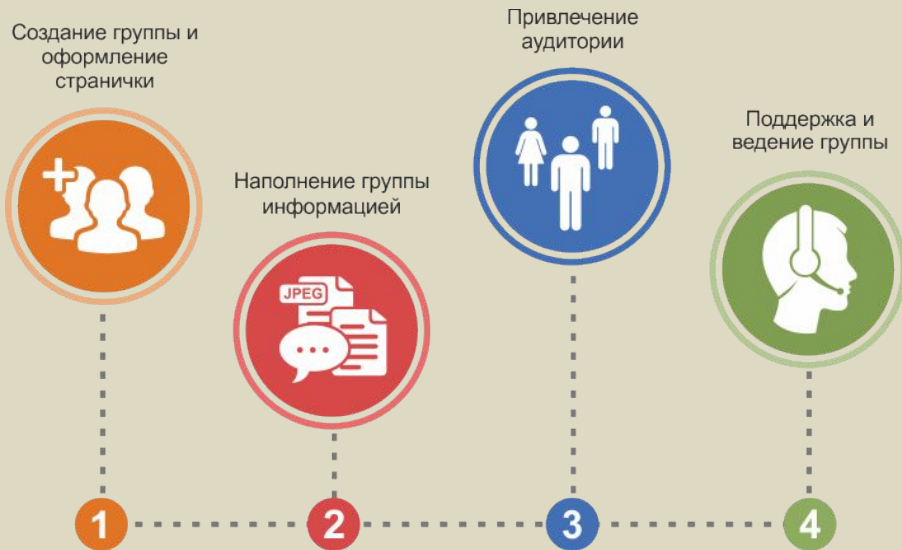 Создание группы и
оформление
странички
Наполнение группы
информацией
JPEG
Привлечение
аудитории
Поддержка и
ведение группы
1
2
3
4